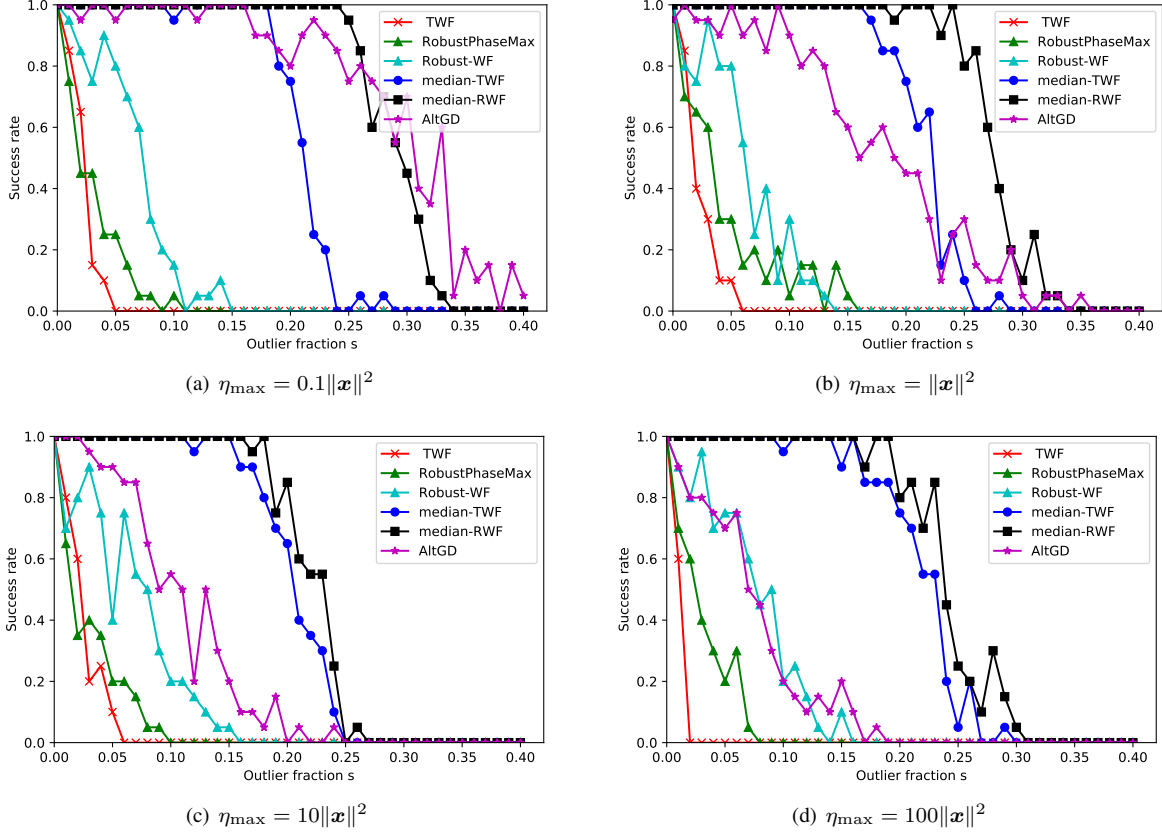 1.0
0.8
0.6
0.4
0.2
0.0
Success rate
0.00 0.05 0.10 0.15 0.20 0.25 0.30 0.35 0.40
Outlier fraction s
TWF
RobustPhaseMax
Robust-WF
median-TWF
median-RWF
AltGD
(a) η_max = 0.1‖x‖²
1.0
0.8
0.6
0.4
0.2
0.0
Success rate
0.00 0.05 0.10 0.15 0.20 0.25 0.30 0.35 0.40
Outlier fraction s
TWF
RobustPhaseMax
Robust-WF
median-TWF
median-RWF
AltGD
(b) η_max = ‖x‖²
1.0
0.8
0.6
0.4
0.2
0.0
Success rate
0.00 0.05 0.10 0.15 0.20 0.25 0.30 0.35 0.40
Outlier fraction s
TWF
RobustPhaseMax
Robust-WF
median-TWF
median-RWF
AltGD
(c) η_max = 10‖x‖²
1.0
0.8
0.6
0.4
0.2
0.0
Success rate
0.00 0.05 0.10 0.15 0.20 0.25 0.30 0.35 0.40
Outlier fraction s
TWF
RobustPhaseMax
Robust-WF
median-TWF
median-RWF
AltGD
(d) η_max = 100‖x‖²